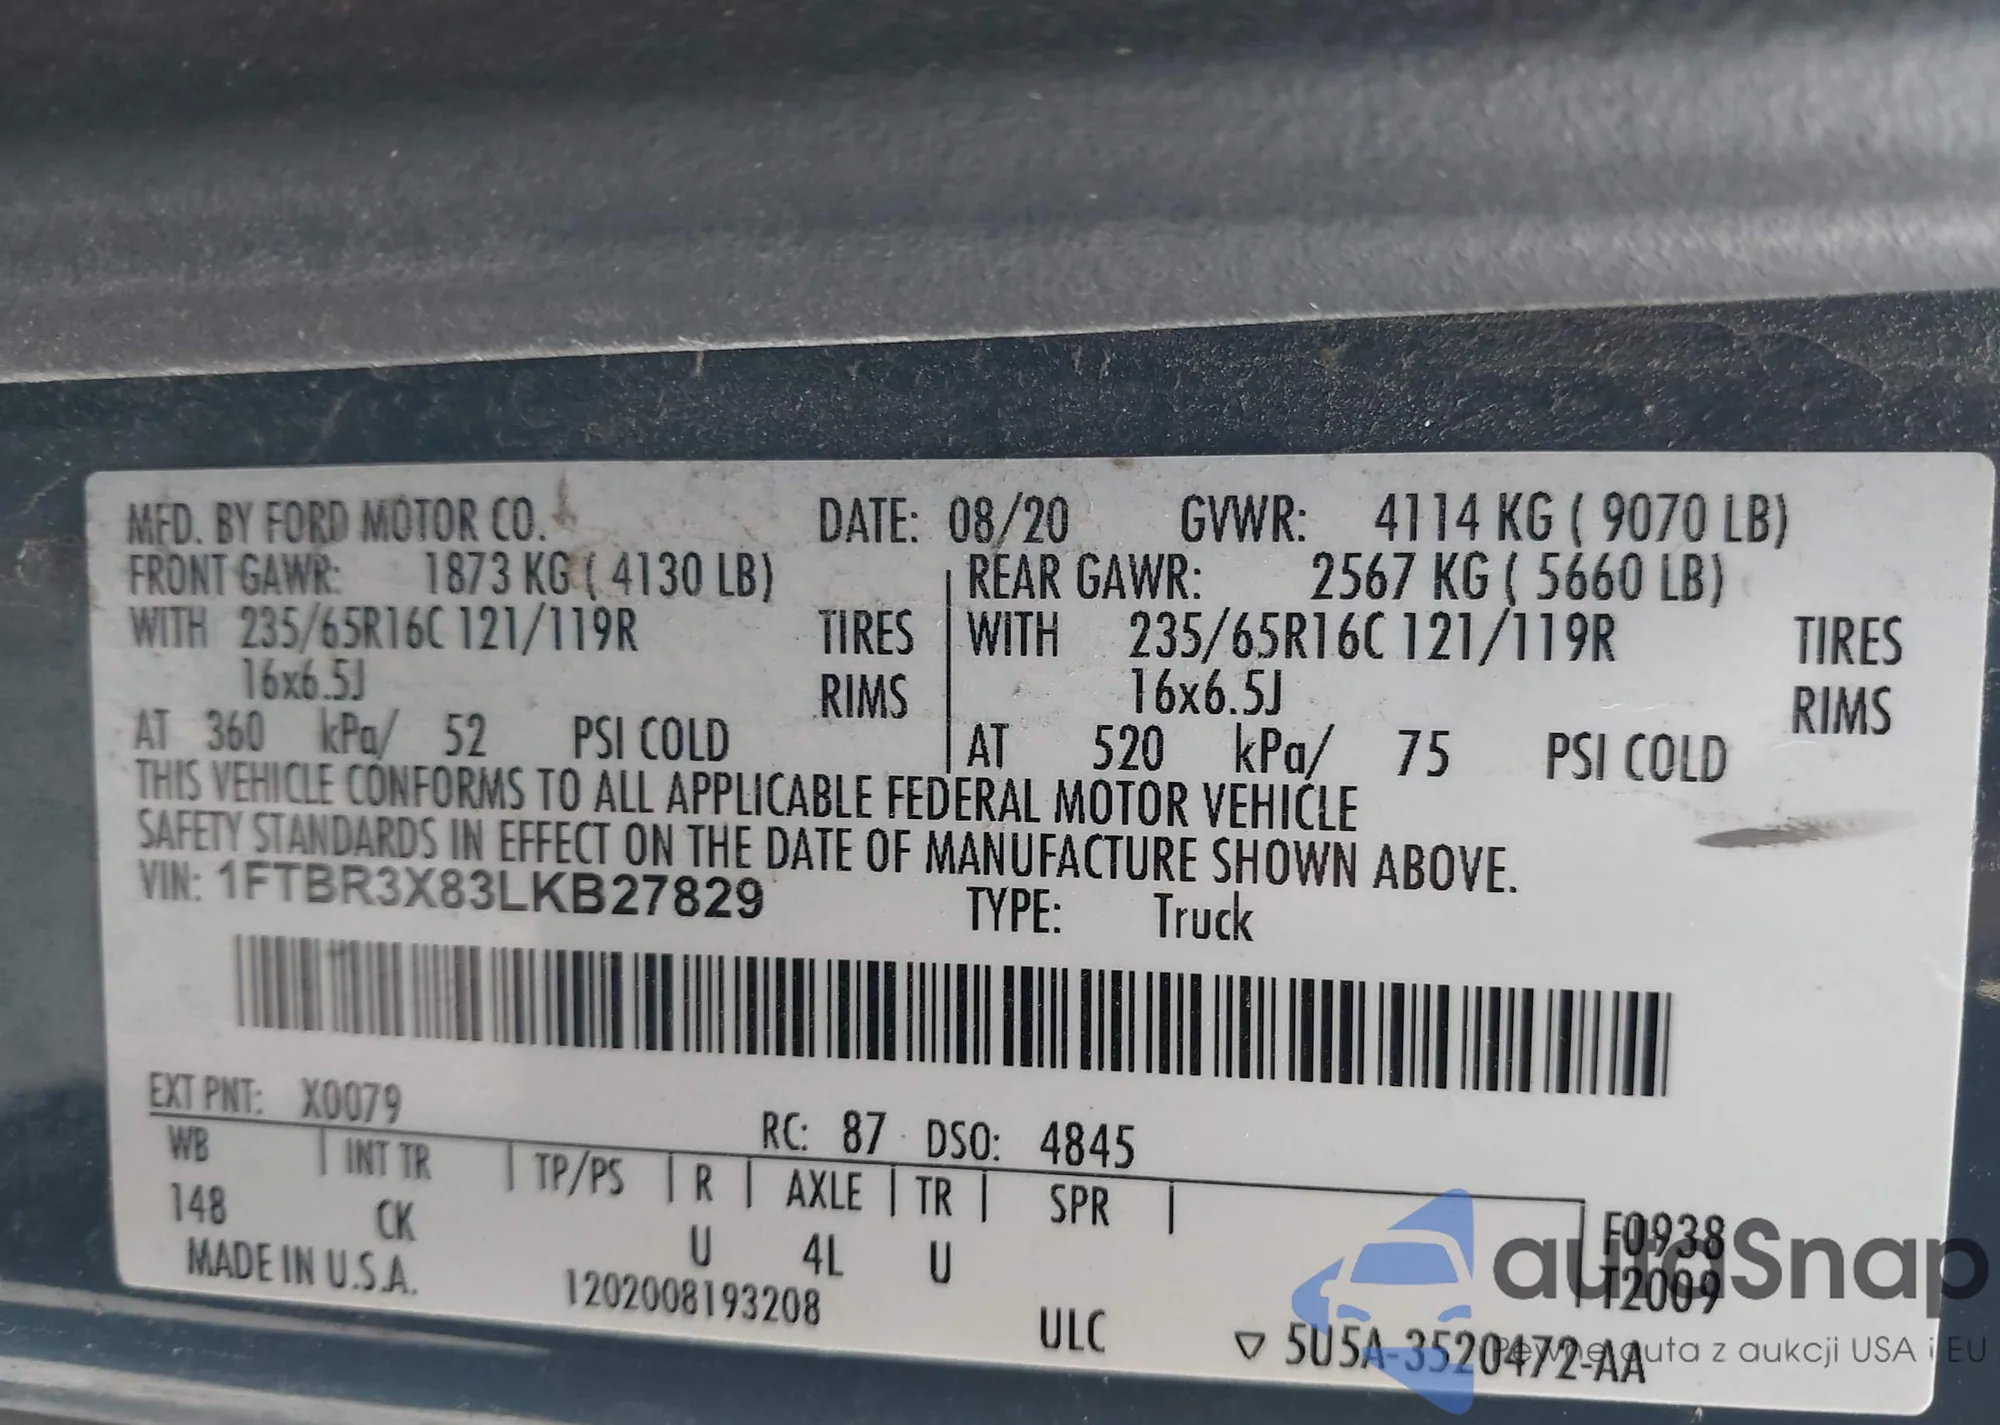 MFD. BY FORD MOTOR CO. DATE: 08/20 GVWR: 4114 KG ( 9070 LB)
FRONT GAWR: 1873 KG ( 4130 LB) REAR GAWR: 2567 KG ( 5660 LB)
WITH 235/65R16C 121/119R TIRES WITH 235/65R16C 121/119R TIRES
16x6.5J RIMS 16x6.5J RIMS
AT 360 kPa/ 52 PSI COLD AT 520 kPa/ 75 PSI COLD
THIS VEHICLE CONFORMS TO ALL APPLICABLE FEDERAL MOTOR VEHICLE
SAFETY STANDARDS IN EFFECT ON THE DATE OF MANUFACTURE SHOWN ABOVE.
VIN: 1FTBR3X83LKB27829 TYPE: Truck
EXT PNT: X0079 RC: 87 DSO: 4845
WB INT TR TP/PS R AXLE TR SPR
148 CK U 4L U
F0938
T2009
MADE IN U.S.A. 1202008193208 ULC ▽ 5U5A-3520472-AA
autoSnap
Pewne auta z aukcji USA i EU